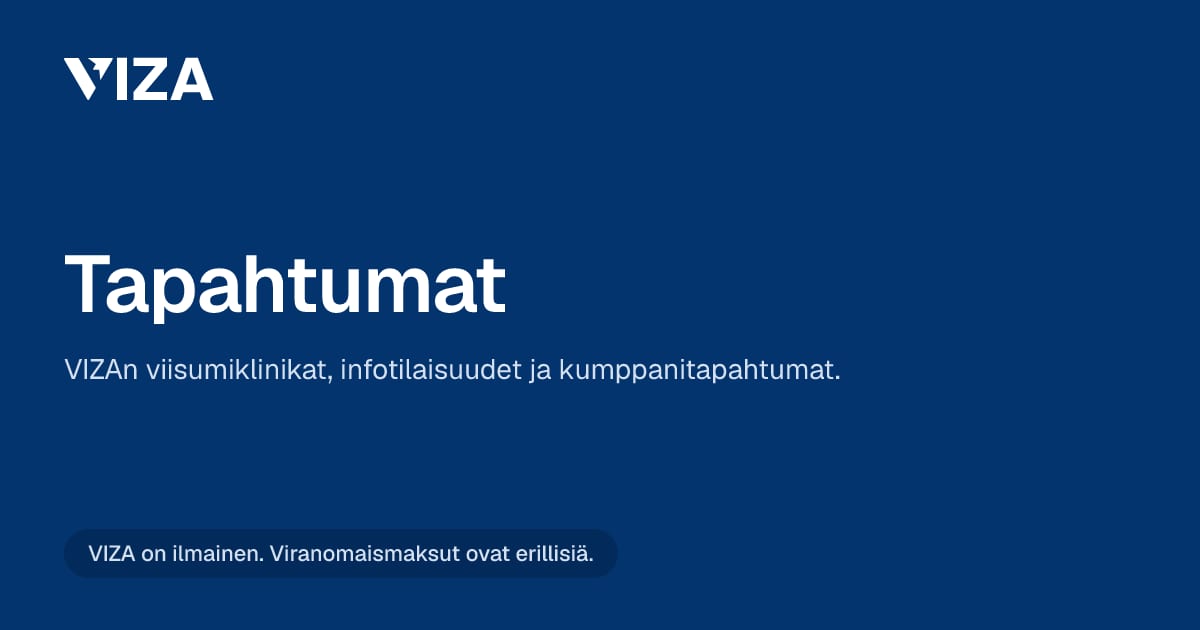 VIZA
Tapahtumat
VIZAn viisumiklinikat, infotilaisuudet ja kumppanitapahtumat.
VIZA on ilmainen. Viranomaismaksut ovat erillisiä.